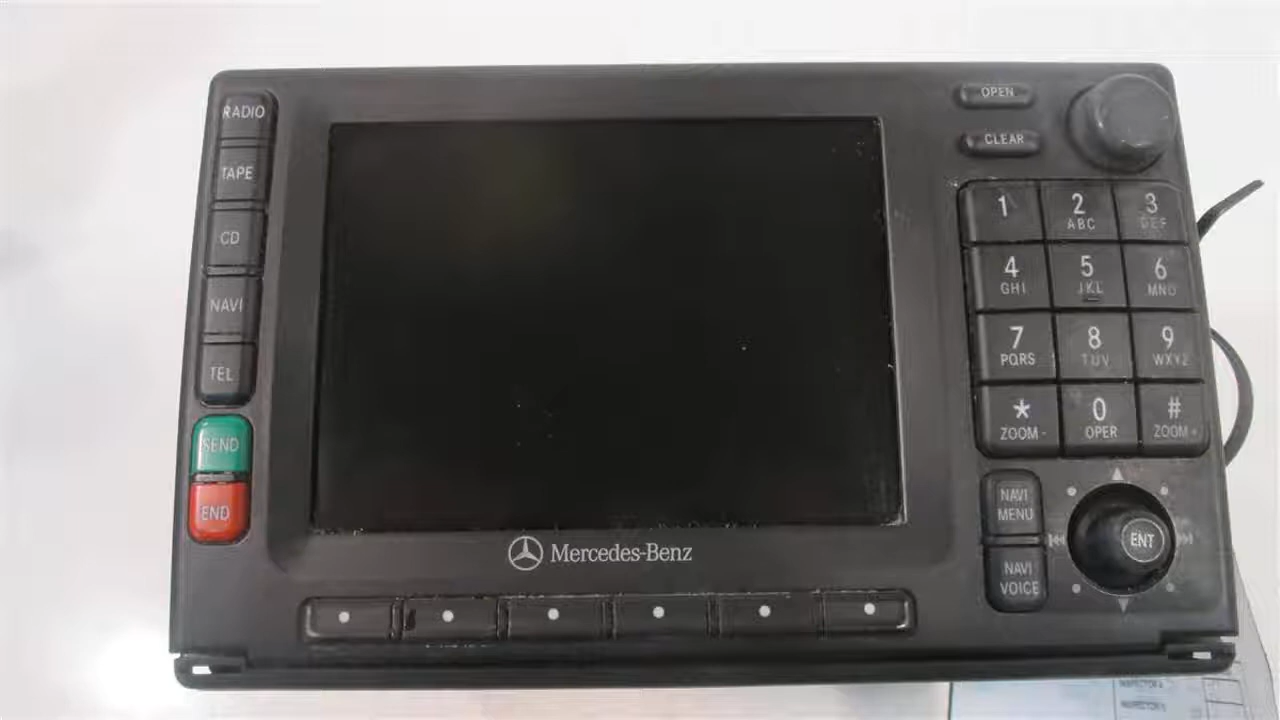 RADIO
TAPE
CD
NAVI
TEL
SEND
END
Mercedes-Benz
OPEN
CLEAR
1
2
ABC
3
DEF
4
GHI
5
JKL
6
MNO
7
PQRS
8
TUV
9
WXYZ
*
ZOOM -
0
OPER
#
ZOOM +
NAVI
MENU
NAVI
VOICE
ENT